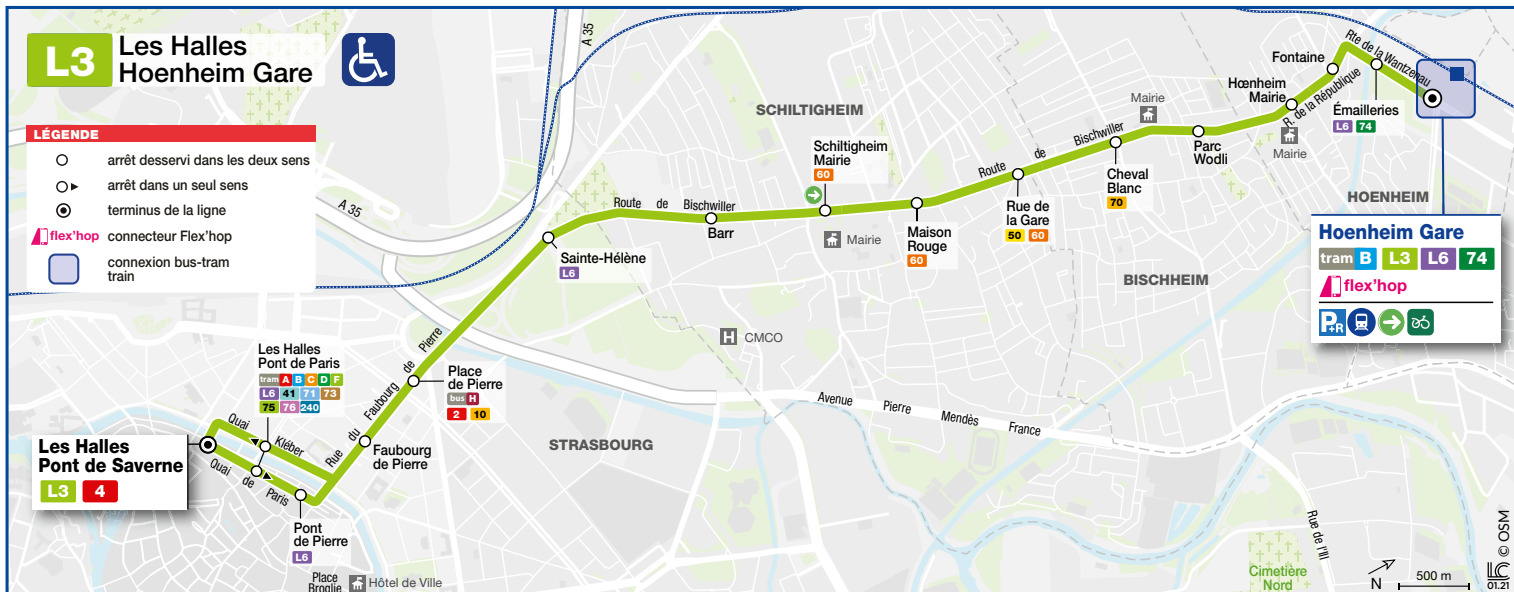 L3
Les Halles
Hoenheim Gare
LÉGENDE
arrêt desservi dans les deux sens
arrêt dans un seul sens
terminus de la ligne
flex'hop connecteur Flex'hop
connexion bus-tram
train
A 35
A 35
SCHILTIGHEIM
Schiltigheim
Mairie
60
Mairie
Route de Bischwiller
Barr
Sainte-Hélène
L6
Maison
Rouge
60
Route de Bischwiller
Rue de
la Gare
50 60
Cheval
Blanc
70
Mairie
Parc
Wodli
Hœnheim
Mairie
Mairie
R. de la République
Fontaine
Rte de la Wantzenau
Émailleries
L6 74
HOENHEIM
Hoenheim Gare
tram B L3 L6 74
flex'hop
P+R
BISCHHEIM
H CMCO
Avenue Pierre Mendès France
STRASBOURG
Rue du Faubourg de Pierre
Place
de Pierre
bus H
2 10
Faubourg
de Pierre
Les Halles
Pont de Paris
tram A B C D F
L6 41 71 73
75 76 240
Quai Kléber
Quai de Paris
Les Halles
Pont de Saverne
L3 4
Pont
de Pierre
L6
Place
Broglie
Hôtel de Ville
Rue de l'Ill
Cimetière
Nord
N
500 m
© OSM
01.21